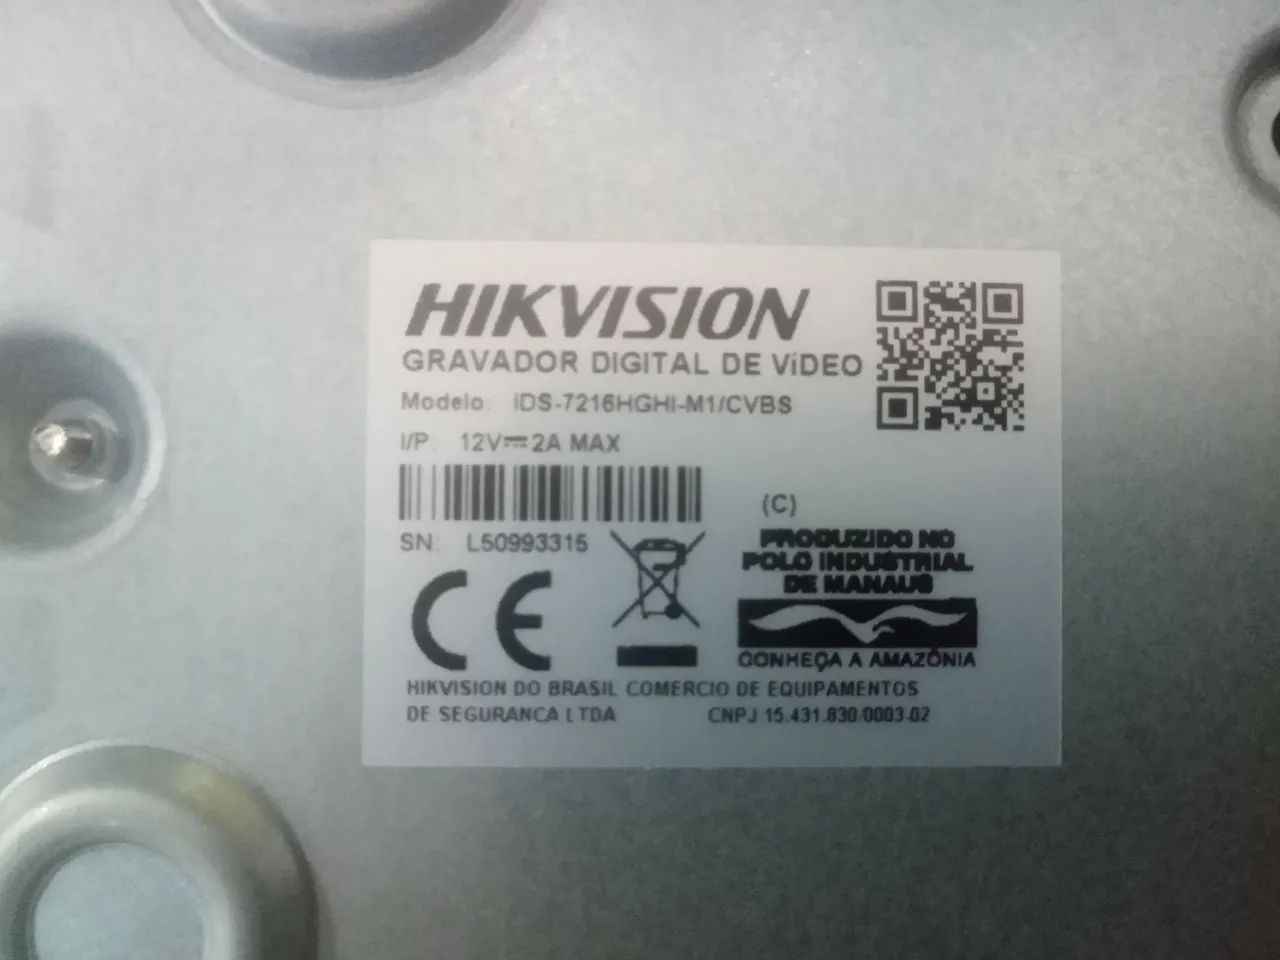 HIKVISION
GRAVADOR DIGITAL DE VíDEO
Modelo: iDS-7216HGHI-M1/CVBS
I/P: 12V⎓2A MAX
SN: L50993315
(C)
PRODUZIDO NO
POLO INDUSTRIAL
DE MANAUS
CONHEÇA A AMAZÔNIA
CE
HIKVISION DO BRASIL COMERCIO DE EQUIPAMENTOS
DE SEGURANCA LTDA CNPJ 15.431.830/0003-02